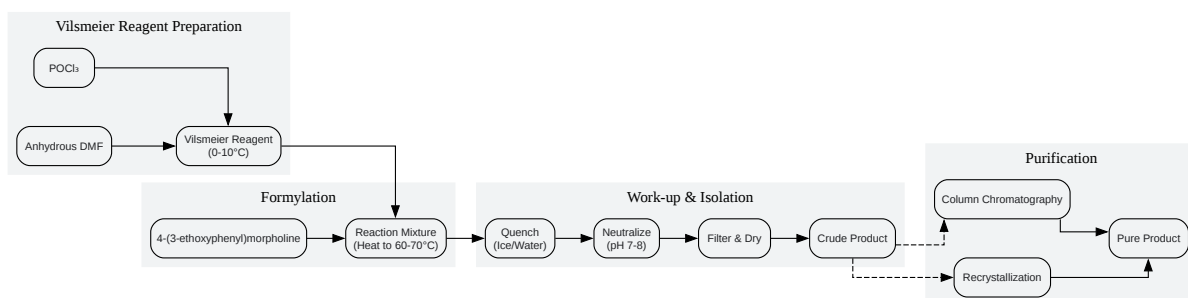 Vilsmeier Reagent Preparation
POCl₃
Anhydrous DMF
Vilsmeier Reagent
(0-10°C)
Formylation
4-(3-ethoxyphenyl)morpholine
Reaction Mixture
(Heat to 60-70°C)
Work-up & Isolation
Quench
(Ice/Water)
Neutralize
(pH 7-8)
Filter & Dry
Crude Product
Purification
Column Chromatography
Recrystallization
Pure Product